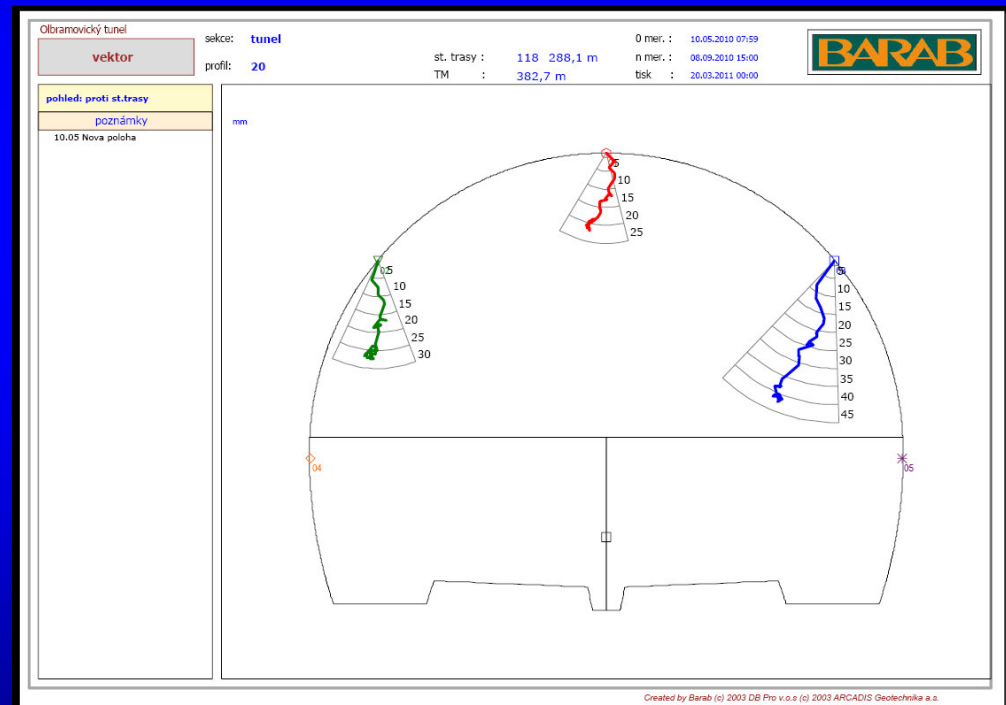 Olbramovický tunel
vektor
sekce: tunel
profil: 20
st. trasy : 118 288,1 m
TM : 382,7 m
0 mer. : 10.05.2010 07:59
n mer. : 08.09.2010 15:00
tisk : 20.03.2011 00:00
BARAB
pohled: proti st.trasy
poznámky
10.05 Nova poloha
mm
5
10
15
20
25
02
5
10
15
20
25
30
5
10
15
20
25
30
35
40
45
04
05
Created by Barab (c) 2003 DB Pro v.o.s (c) 2003 ARCADIS Geotechnika a.s.